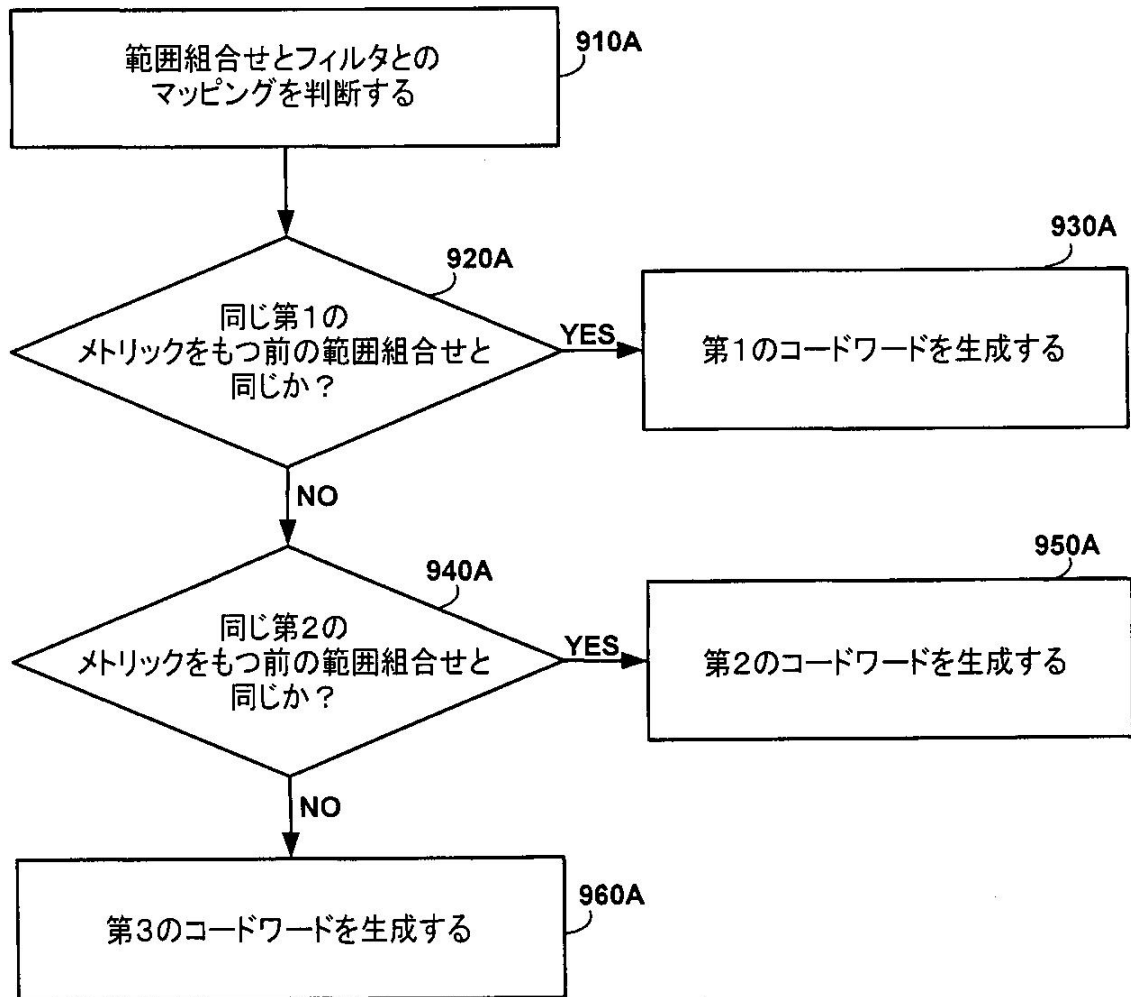 範囲組合せとフィルタとの
マッピングを判断する
910A
920A
同じ第1の
メトリックをもつ前の範囲組合せと
同じか?
YES
930A
第1のコードワードを生成する
NO
940A
同じ第2の
メトリックをもつ前の範囲組合せと
同じか?
YES
950A
第2のコードワードを生成する
NO
第3のコードワードを生成する
960A